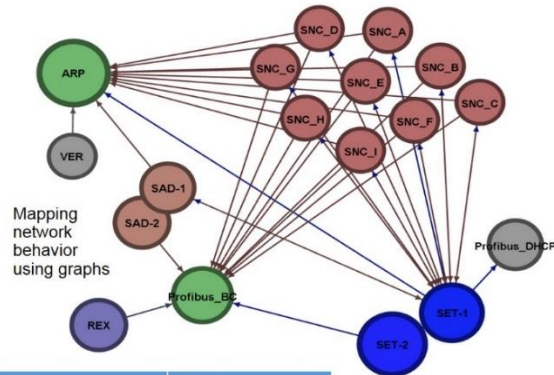 SNC_D
SNC_A
ARP
SNC_G
SNC_E
SNC_B
SNC_C
SNC_H
SNC_F
SNC_I
VER
SAD-1
SAD-2
Mapping
network
behavior
using graphs
Profibus_DHCP
Profibus_BC
SET-1
REX
SET-2